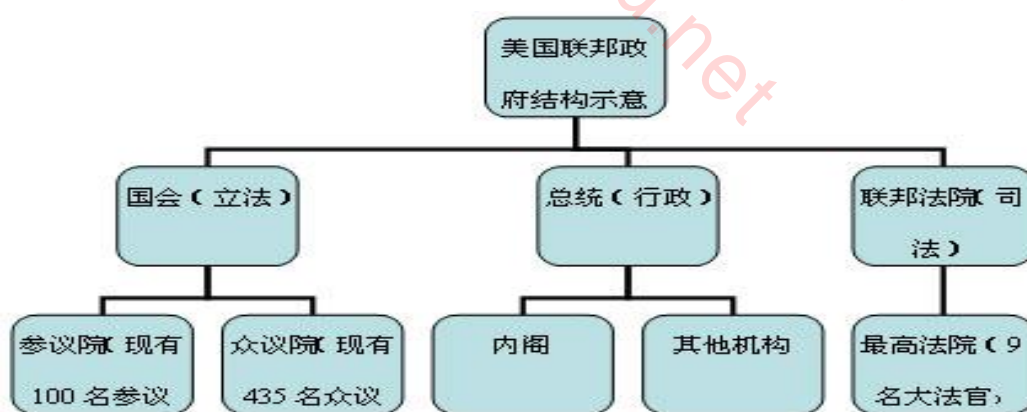 美国联邦政
府结构示意
国会（立法）
总统（行政）
联邦法院（司
法）
参议院（现有
100 名参议
众议院（现有
435 名众议
内阁
其他机构
最高法院（9
名大法官，